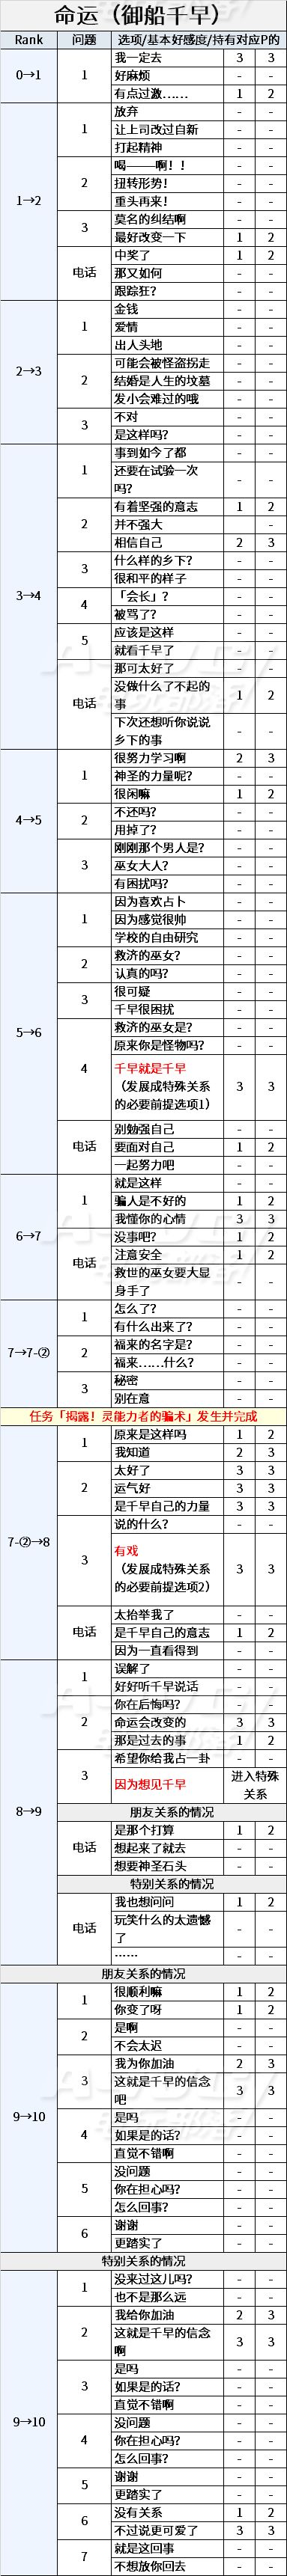 命运（御船千早）
Rank 问题 选项/基本好感度/持有对应P的
0→1 1 我一定去 3 3
好麻烦 - -
有点过激…… 1 2
1→2 1 放弃 - -
让上司改过自新 - -
打起精神 - -
2 喝———啊！！ - -
扭转形势！ - -
重头再来！ - -
3 莫名的纠结啊 - -
最好改变一下 1 2
电话 中奖了 1 2
那又如何 - -
跟踪狂？ - -
2→3 1 金钱 - -
爱情 - -
出人头地 - -
2 可能会被怪盗拐走 - -
结婚是人生的坟墓 - -
发小会难过的哦 - -
3 不对 - -
是这样吗？ - -
3→4 1 事到如今了都 - -
还要在试验一次
吗？ - -
2 有着坚强的意志 1 2
并不强大 -
相信自己 2 3
3 什么样的乡下？ - -
很和平的样子 - -
4 「会长」？ - -
被骂了？ - -
5 应该是这样 - -
就看千早了 - -
电话 那可太好了 - -
没做什么了不起的
事 1 2
下次还想听你说说
乡下的事 - -
4→5 1 很努力学习啊 2 3
神圣的力量呢？ - -
很闲嘛 1 2
2 不还吗？ - -
用掉了？ - -
3 刚刚那个男人是？ - -
巫女大人？ - -
有困扰吗？ - -
5→6 1 因为喜欢占卜 - -
因为感觉很帅 - -
学校的自由研究 - -
2 救济的巫女？ - -
认真的吗？ - -
3 很可疑 - -
千早很困扰 - -
4 救济的巫女是？ - -
原来你是怪物吗？ - -
千早就是千早
（发展成特殊关系
的必要前提选项1） 3 3
电话 别勉强自己 - -
要面对自己 1 2
一起努力吧 - -
6→7 1 就是这样 - -
骗人是不好的 1 2
我懂你的心情 3 3
电话 没事吧？ 1 2
注意安全 1 2
救世的巫女要大显
身手了 - -
7→7-② 1 怎么了？ - -
有什么出来了？ - -
2 福来的名字是？ - -
福来……什么？ - -
3 秘密 - -
别在意 - -
任务「揭露！灵能力者的骗术」发生并完成
7-②→8 1 原来是这样吗 1 2
我知道 2 3
2 太好了 3 3
运气好 3 3
是千早自己的力量 3 3
3 说的什么？ - -
有戏
（发展成特殊关系
的必要前提选项2） 3 3
电话 太抬举我了 - -
是千早自己的意志 1 2
因为一直看得到 - -
8→9 1 误解了 - -
好好听千早说话 - -
2 你在后悔吗？ - -
命运会改变的 3 3
那是过去的事 1 2
3 希望你给我占一卦 - -
因为想见千早 进入特殊
关系
朋友关系的情况
电话 是那个打算 1 2
想起来了就去 - -
想要神圣石头 - -
特别关系的情况
电话 我也想问问 1 2
玩笑什么的太遗憾
了 - -
…… - -
朋友关系的情况
9→10 1 很顺利嘛 1 2
你变了呀 1 2
2 是啊 - -
不会太迟 - -
3 我为你加油 2 3
这就是千早的信念
吧 3 3
4 是吗 - -
如果是的话？ - -
直觉不错啊 - -
5 没问题 - -
你在担心吗？ - -
怎么回事？ - -
6 谢谢 - -
更踏实了 - -
特别关系的情况
9→10 1 没来过这儿吗？ - -
也不是那么远 - -
2 我给你加油 2 3
这就是千早的信念
啊 3 3
3 是吗 - -
如果是的话？ - -
直觉不错啊 - -
4 没问题 - -
你在担心吗？ - -
怎么回事？ - -
5 谢谢 - -
更踏实了 - -
6 没有关系 1 2
不过说更可爱了 3 3
7 就是这回事 - -
不想放你回去 - -